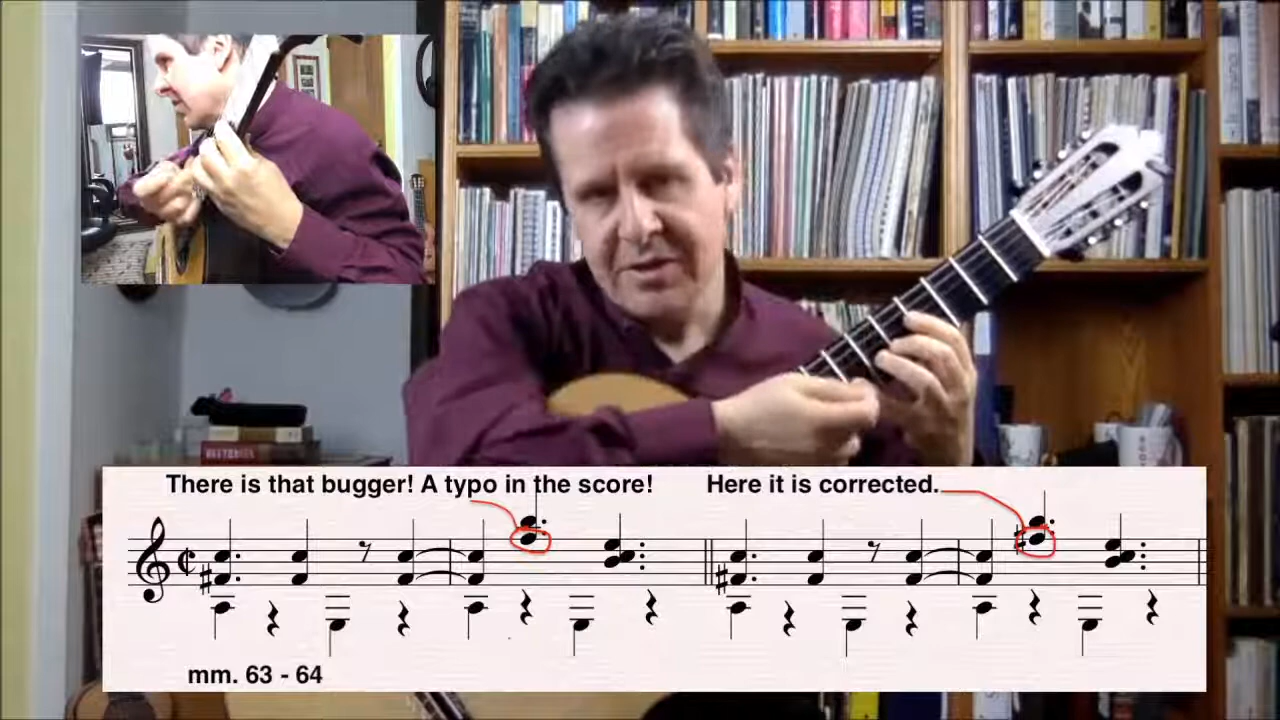 There is that bugger! A typo in the score!
Here it is corrected.
mm. 63 - 64